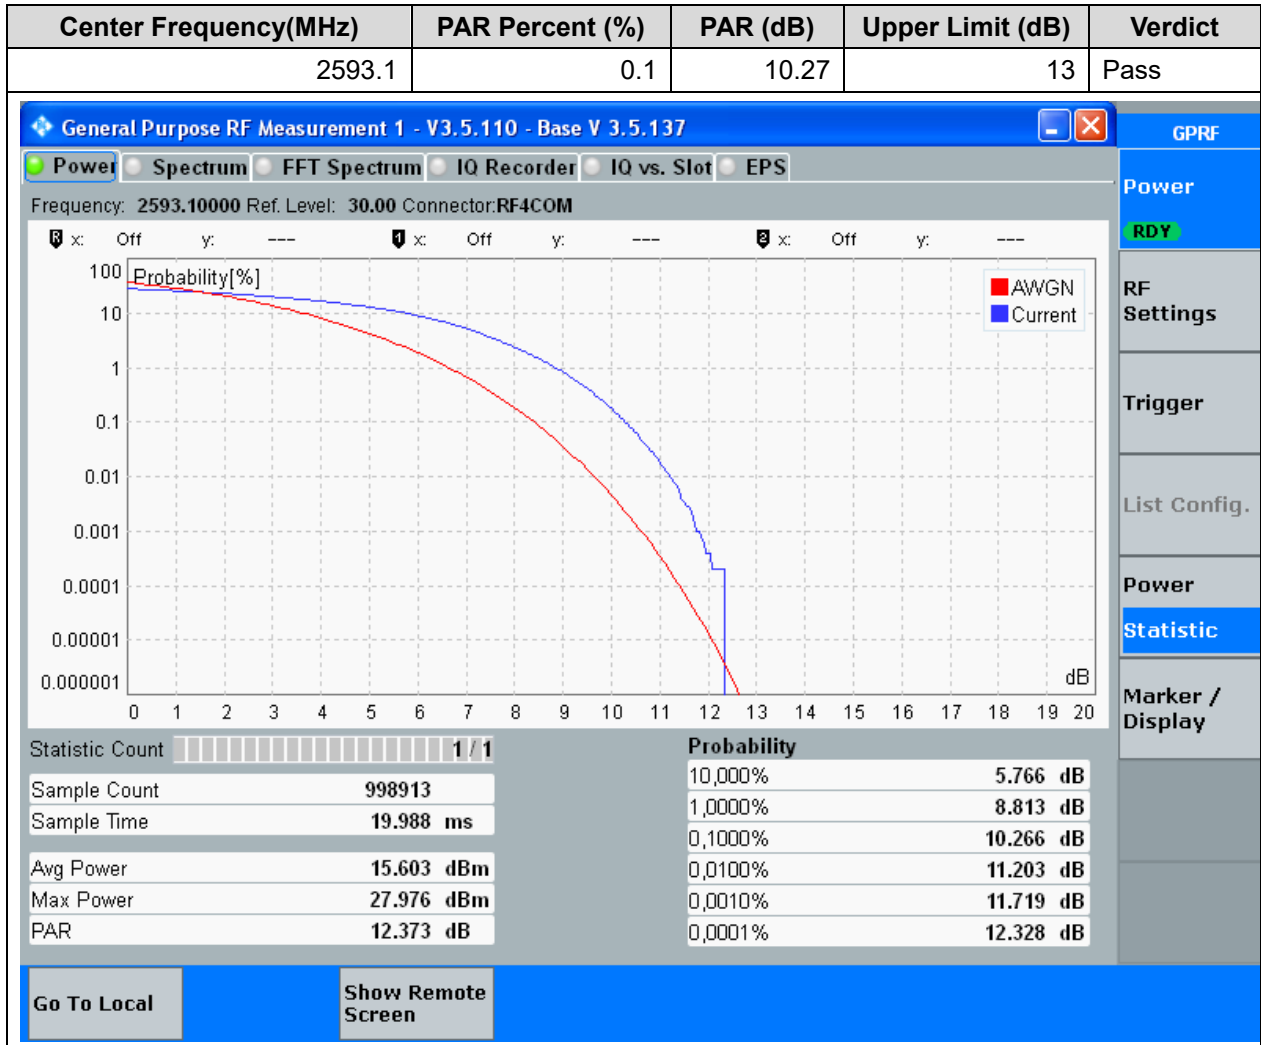 Center Frequency(MHz) PAR Percent (%) PAR (dB) Upper Limit (dB) Verdict
2593.1 0.1 10.27 13 Pass
General Purpose RF Measurement 1 - V3.5.110 - Base V 3.5.137
GPRF
Power Spectrum FFT Spectrum IQ Recorder IQ vs. Slot EPS
Frequency: 2593.10000 Ref. Level: 30.00 Connector:RF4COM
R x: Off y: --- 1 x: Off y: --- 2 x: Off y: ---
Probability[%]
100
10
1
0.1
0.01
0.001
0.0001
0.00001
0.000001
AWGN
Current
dB
0 1 2 3 4 5 6 7 8 9 10 11 12 13 14 15 16 17 18 19 20
Statistic Count 1 / 1
Sample Count 998913
Sample Time 19.988 ms
Avg Power 15.603 dBm
Max Power 27.976 dBm
PAR 12.373 dB
Probability
10,000% 5.766 dB
1,0000% 8.813 dB
0,1000% 10.266 dB
0,0100% 11.203 dB
0,0010% 11.719 dB
0,0001% 12.328 dB
Power
RDY
RF
Settings
Trigger
List Config.
Power
Statistic
Marker /
Display
Go To Local
Show Remote
Screen